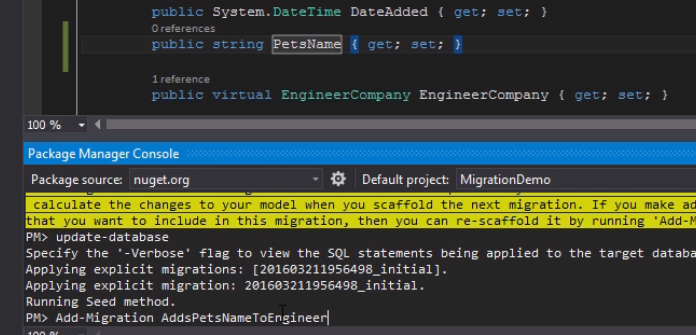 public System.DateTime DateAdded { get; set; }
0 references
public string PetsName { get; set; }
1 reference
public virtual EngineerCompany EngineerCompany { get; set; }
100 %
Package Manager Console
Package source: nuget.org Default project: MigrationDemo
calculate the changes to your model when you scaffold the next migration. If you make
that you want to include in this migration, then you can re-scaffold it by running 'Add-M
PM> update-database
Specify the '-Verbose' flag to view the SQL statements being applied to the target databa
Applying explicit migrations: [201603211956498_initial].
Applying explicit migration: 201603211956498_initial.
Running Seed method.
PM> Add-Migration AddsPetsNameToEngineer
100 %